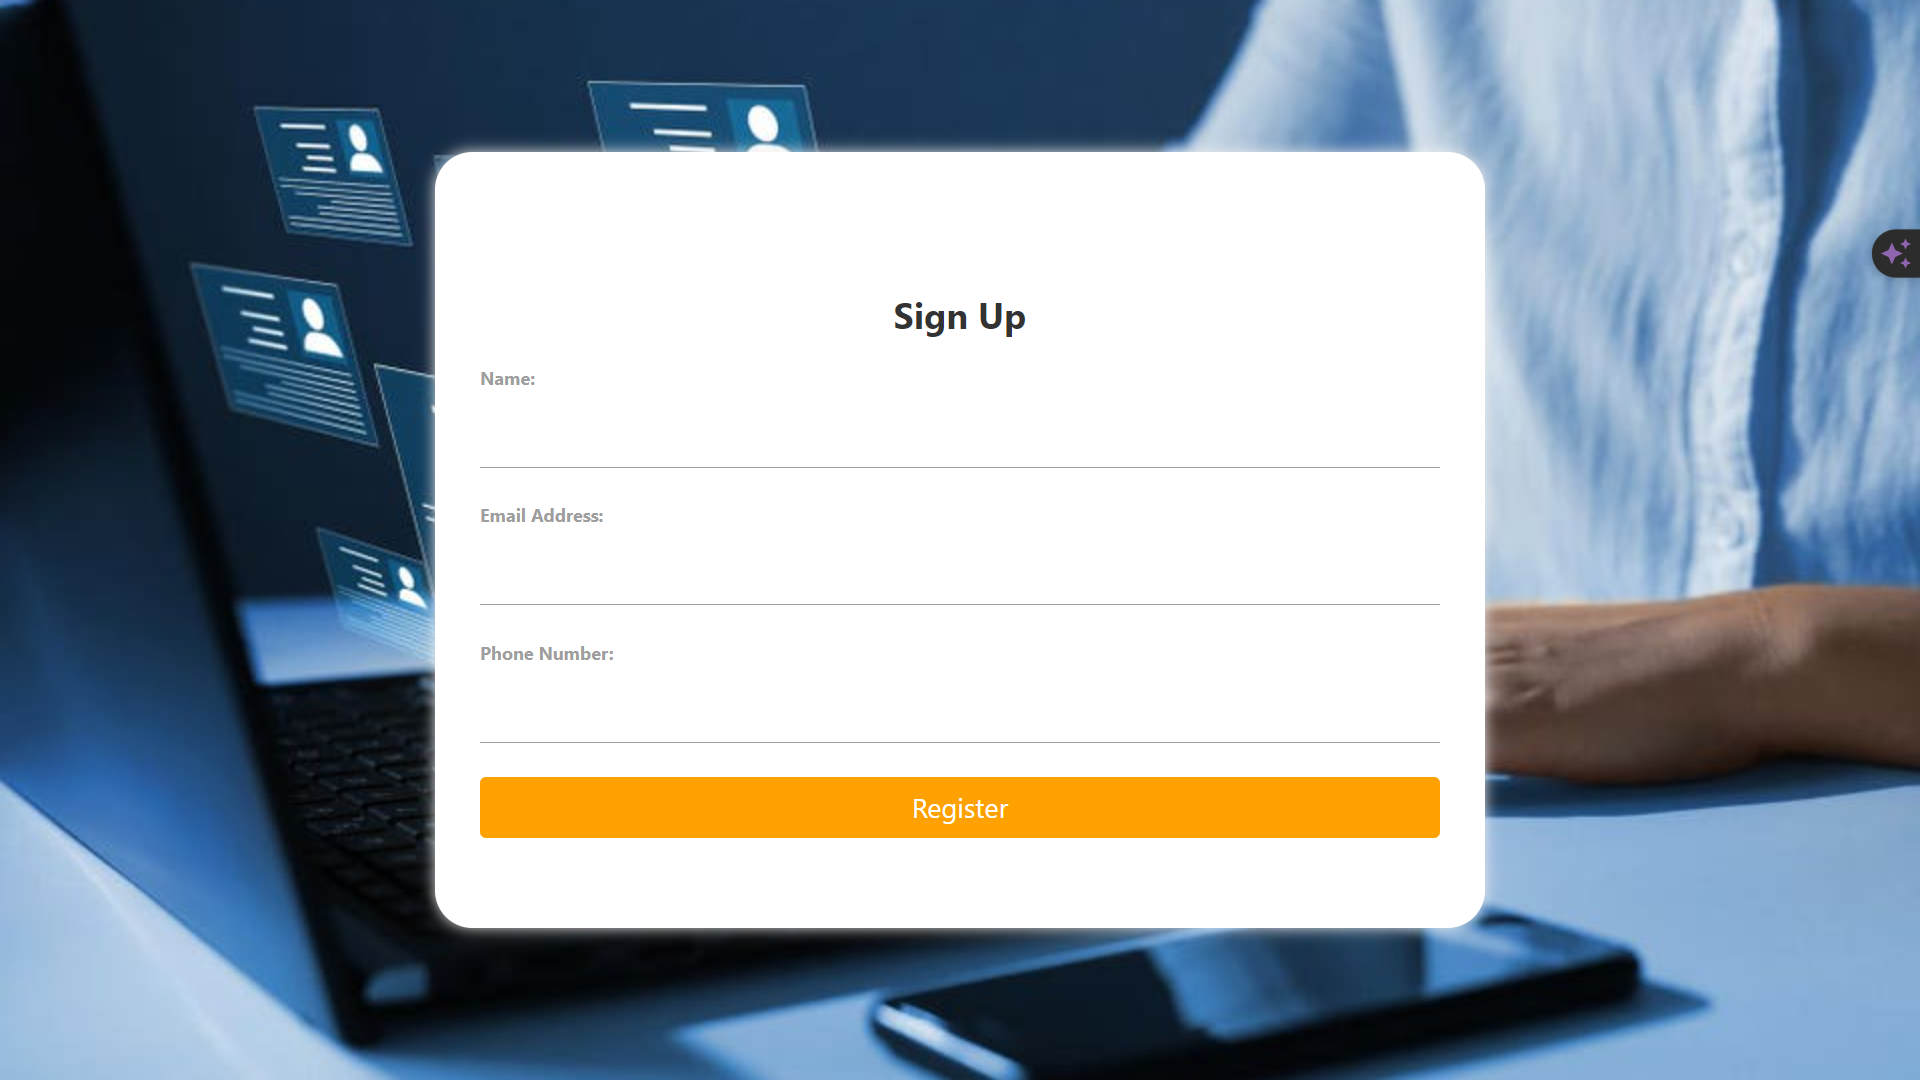 Sign Up
Name:
Email Address:
Phone Number:
Register